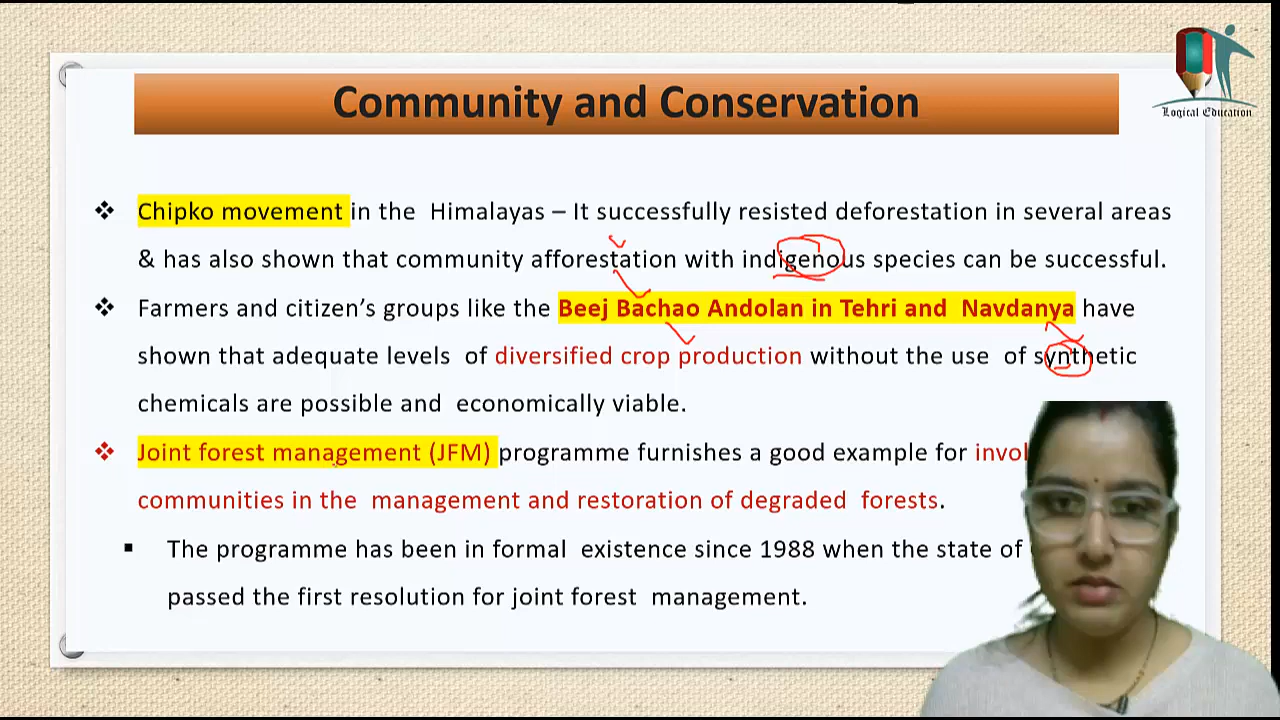 Community and Conservation
Logical Education
Chipko movement in the Himalayas – It successfully resisted deforestation in several areas
& has also shown that community afforestation with indigenous species can be successful.
Farmers and citizen’s groups like the Beej Bachao Andolan in Tehri and Navdanya have
shown that adequate levels of diversified crop production without the use of synthetic
chemicals are possible and economically viable.
Joint forest management (JFM) programme furnishes a good example for
communities in the management and restoration of degraded forests.
The programme has been in formal existence since 1988 when the state of
passed the first resolution for joint forest management.